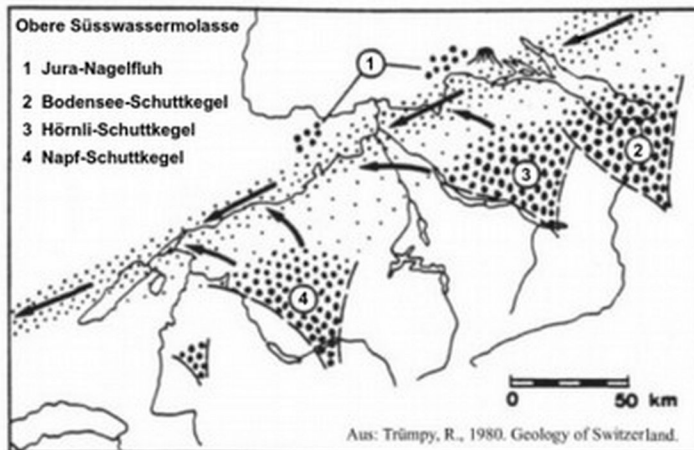 Obere Süsswassermolasse
1 Jura-Nagelfluh
2 Bodensee-Schuttkegel
3 Hörnli-Schuttkegel
4 Napf-Schuttkegel
1
2
3
4
0 50 km
Aus: Trümpy, R., 1980. Geology of Switzerland.